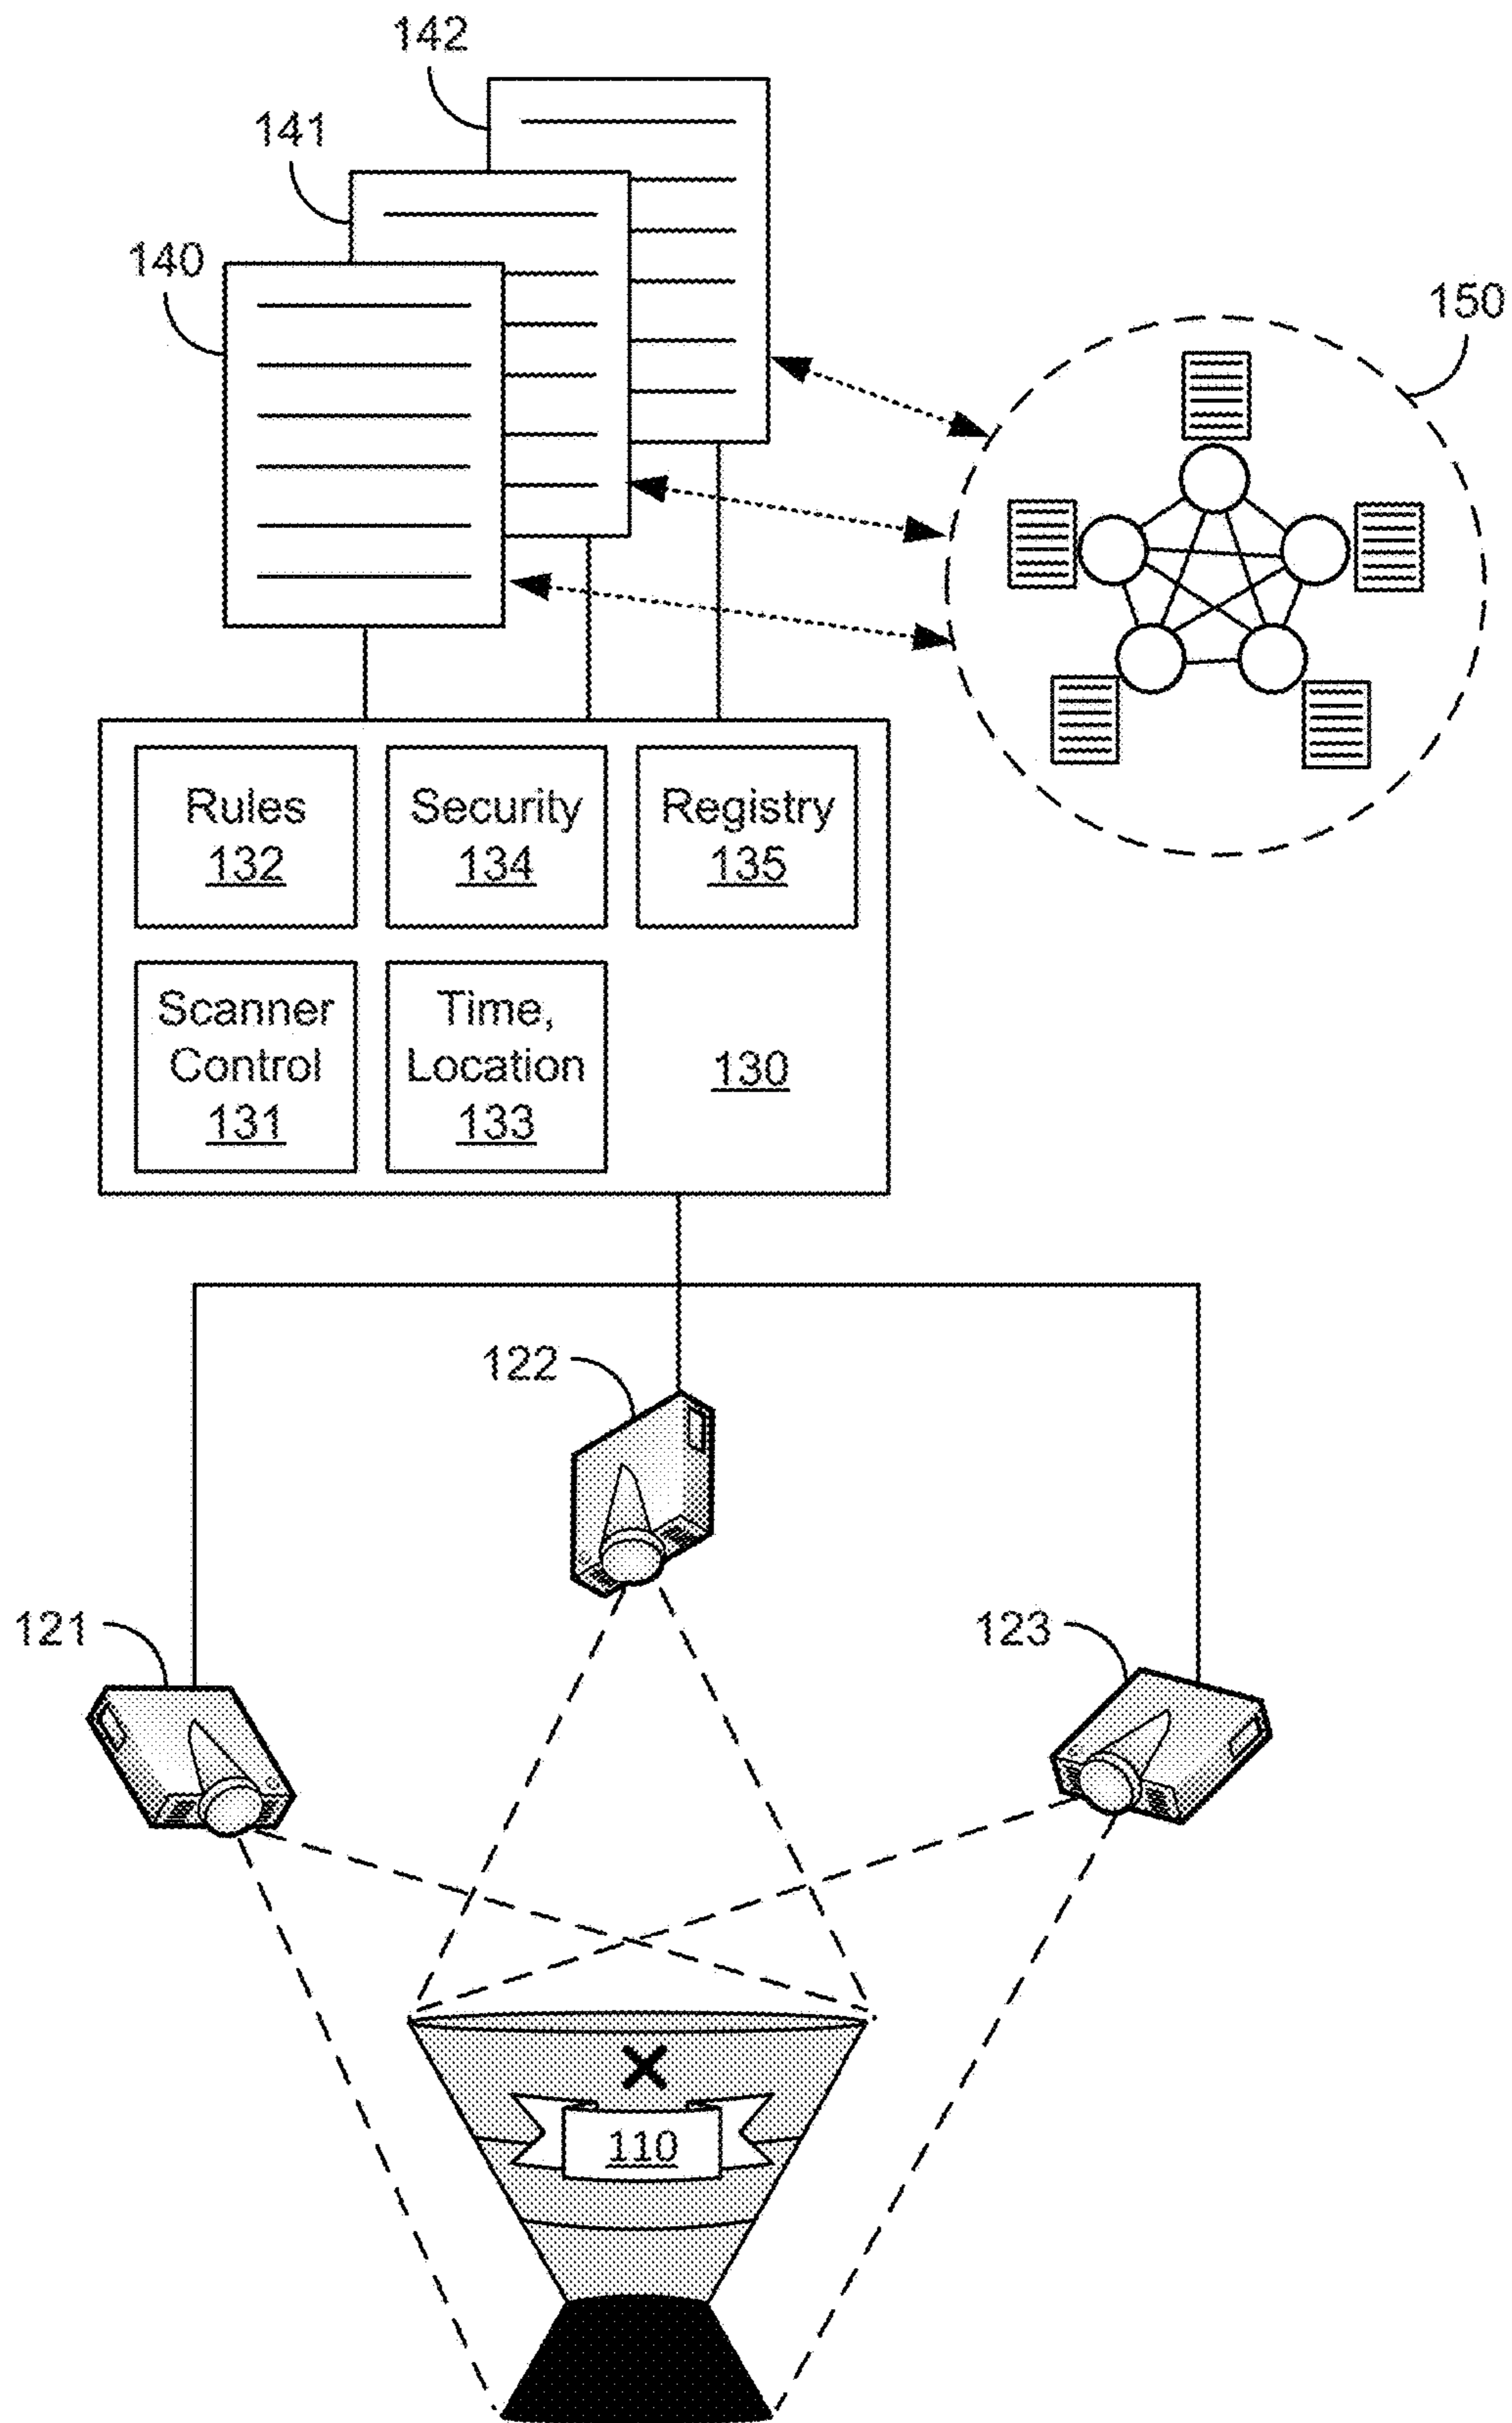 142
141
140
150
Rules
132
Security
134
Registry
135
Scanner
Control
131
Time,
Location
133
130
122
121
123
110